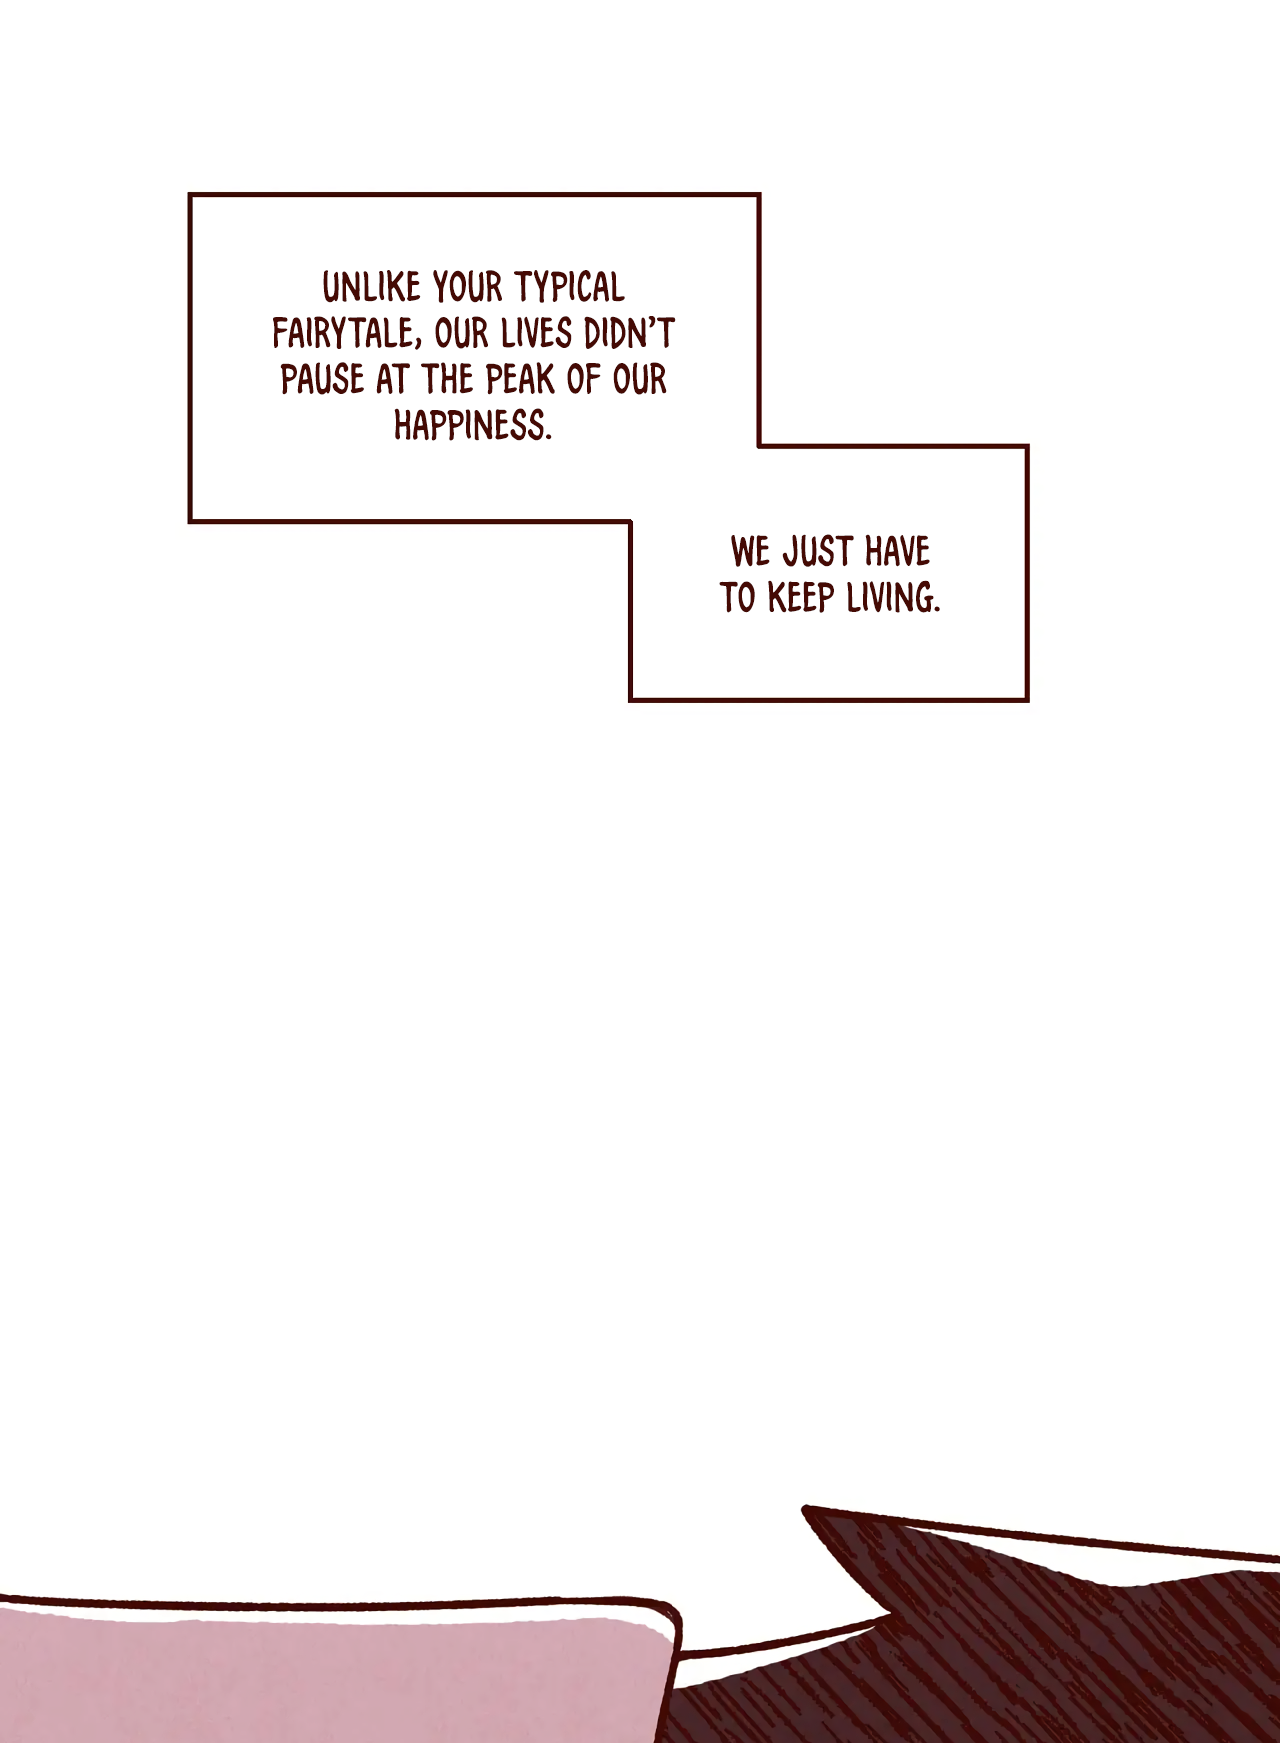 UNLIKE YOUR TYPICAL
FAIRYTALE, OUR LIVES DIDN'T
PAUSE AT THE PEAK OF OUR
HAPPINESS.
WE JUST HAVE
TO KEEP LIVING.